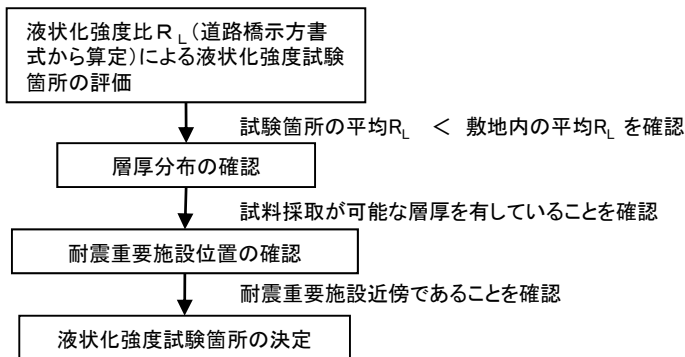 液状化強度比ＲL(道路橋示方書
式から算定)による液状化強度試験
箇所の評価
試験箇所の平均RL ＜ 敷地内の平均RL を確認
層厚分布の確認
試料採取が可能な層厚を有していることを確認
耐震重要施設位置の確認
耐震重要施設近傍であることを確認
液状化強度試験箇所の決定